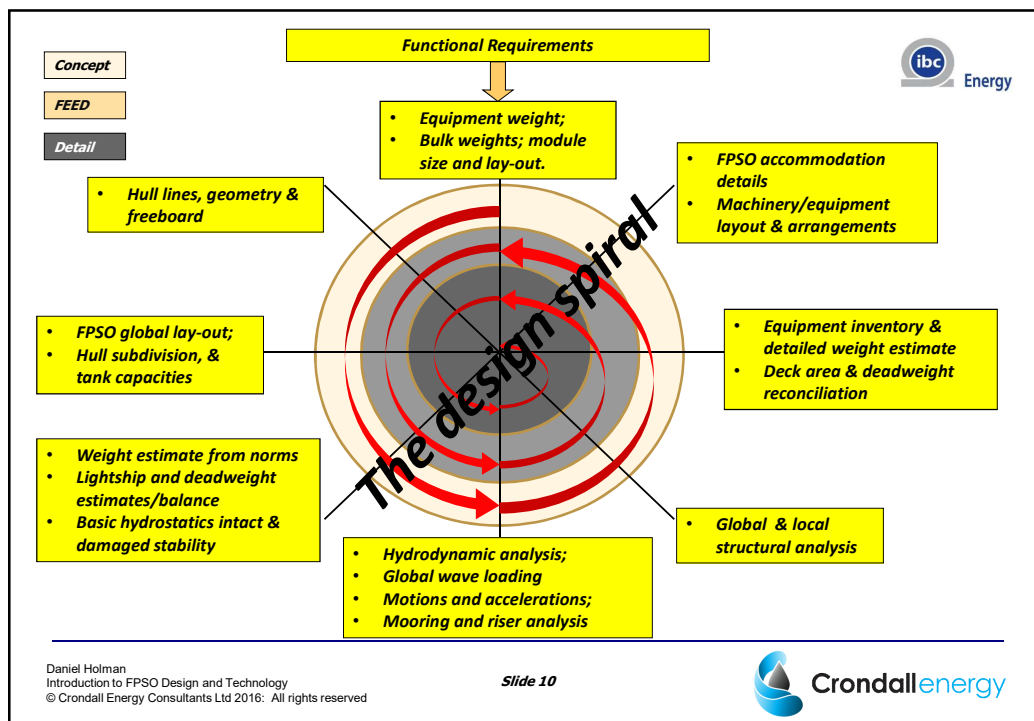 Functional Requirements
Concept
FEED
Detail
ibc
Energy
• Equipment weight;
• Bulk weights; module
size and lay-out.
• FPSO accommodation
details
• Machinery/equipment
layout & arrangements
• Hull lines, geometry &
freeboard
The design spiral
• FPSO global lay-out;
• Hull subdivision, &
tank capacities
• Equipment inventory &
detailed weight estimate
• Deck area & deadweight
reconciliation
• Weight estimate from norms
• Lightship and deadweight
estimates/balance
• Basic hydrostatics intact &
damaged stability
• Global & local
structural analysis
• Hydrodynamic analysis;
• Global wave loading
• Motions and accelerations;
• Mooring and riser analysis
Daniel Holman
Introduction to FPSO Design and Technology
© Crondall Energy Consultants Ltd 2016: All rights reserved
Slide 10
Crondallenergy